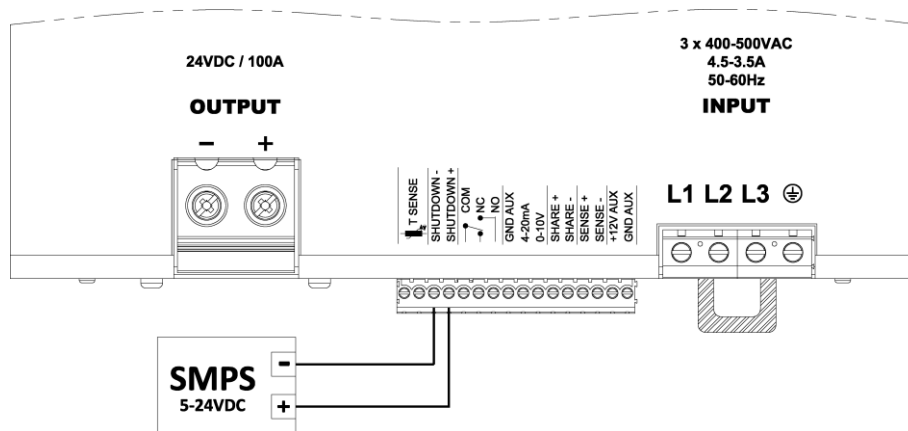 24VDC / 100A
OUTPUT
- +
3 x 400-500VAC
4.5-3.5A
50-60Hz
INPUT
L1 L2 L3
T SENSE
SHUTDOWN -
SHUTDOWN +
COM
NC
NO
GND AUX
4-20mA
0-10V
SHARE +
SHARE -
SENSE +
SENSE -
+12V AUX
GND AUX
SMPS
5-24VDC
-
+